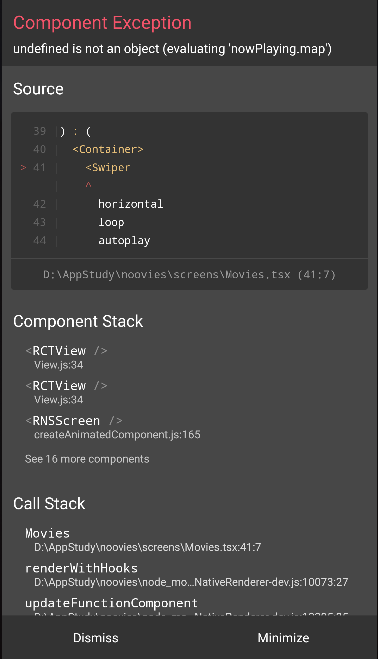 Component Exception
undefined is not an object (evaluating 'nowPlaying.map')
Source
39 | ) : (
40 | <Container>
> 41 | <Swiper
| ^
42 | horizontal
43 | loop
44 | autoplay
D:\AppStudy\noovies\screens\Movies.tsx (41:7)
Component Stack
<RCTView />
View.js:34
<RCTView />
View.js:34
<RNSScreen />
createAnimatedComponent.js:165
See 16 more components
Call Stack
Movies
D:\AppStudy\noovies\screens\Movies.tsx:41:7
renderWithHooks
D:\AppStudy\noovies\node_mo...NativeRenderer-dev.js:10073:27
updateFunctionComponent
Dismiss
Minimize